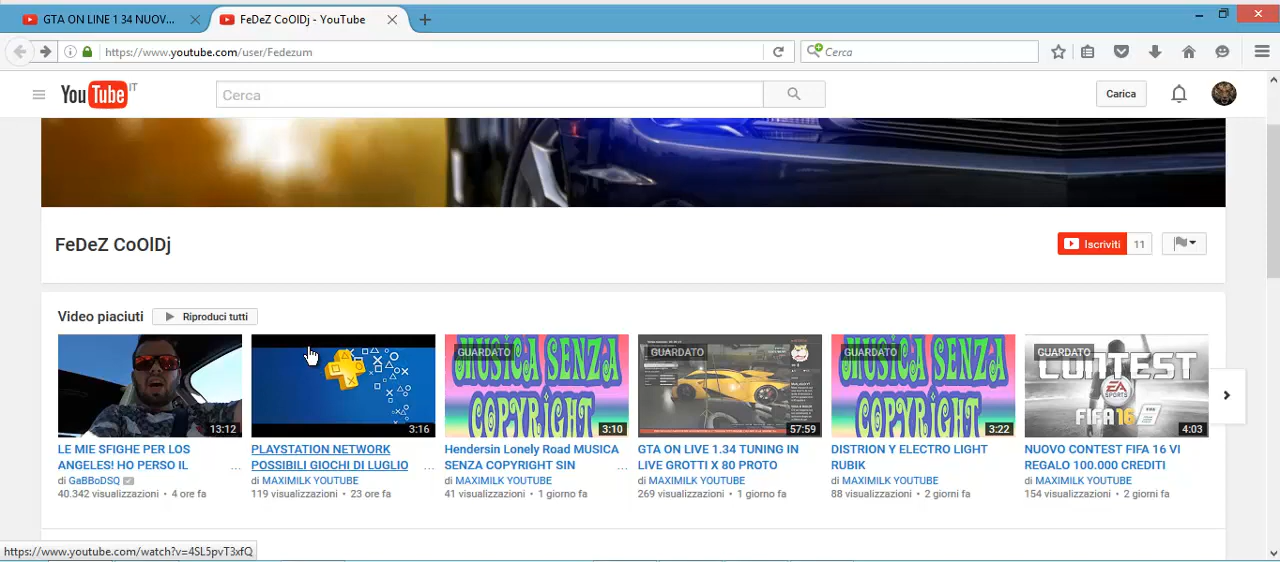 GTA ON LINE 1 34 NUOV...
FeDeZ CoOlDj - YouTube
https://www.youtube.com/user/Fedezum
Cerca
YouTube IT
Cerca
Carica
FeDeZ CoOlDj
Iscriviti 11
Video piaciuti
Riproduci tutti
13:12
3:16
GUARDATO
MUSICA SENZA
COPYRIGHT
3:10
GUARDATO
57:59
GUARDATO
MUSICA SENZA
COPYRIGHT
3:22
GUARDATO
CONTEST
EA
SPORTS
FIFA16
4:03
LE MIE SFIGHE PER LOS
ANGELES! HO PERSO IL ...
di GaBBoDSQ
40.342 visualizzazioni • 4 ore fa
PLAYSTATION NETWORK
POSSIBILI GIOCHI DI LUGLIO ...
di MAXIMILK YOUTUBE
119 visualizzazioni • 23 ore fa
Hendersin Lonely Road MUSICA
SENZA COPYRIGHT SIN ...
di MAXIMILK YOUTUBE
41 visualizzazioni • 1 giorno fa
GTA ON LIVE 1.34 TUNING IN
LIVE GROTTI X 80 PROTO
di MAXIMILK YOUTUBE
269 visualizzazioni • 1 giorno fa
DISTRION Y ELECTRO LIGHT
RUBIK
di MAXIMILK YOUTUBE
88 visualizzazioni • 2 giorni fa
NUOVO CONTEST FIFA 16 VI
REGALO 100.000 CREDITI
di MAXIMILK YOUTUBE
154 visualizzazioni • 2 giorni fa
https://www.youtube.com/watch?v=4SL5pvT3xfQ